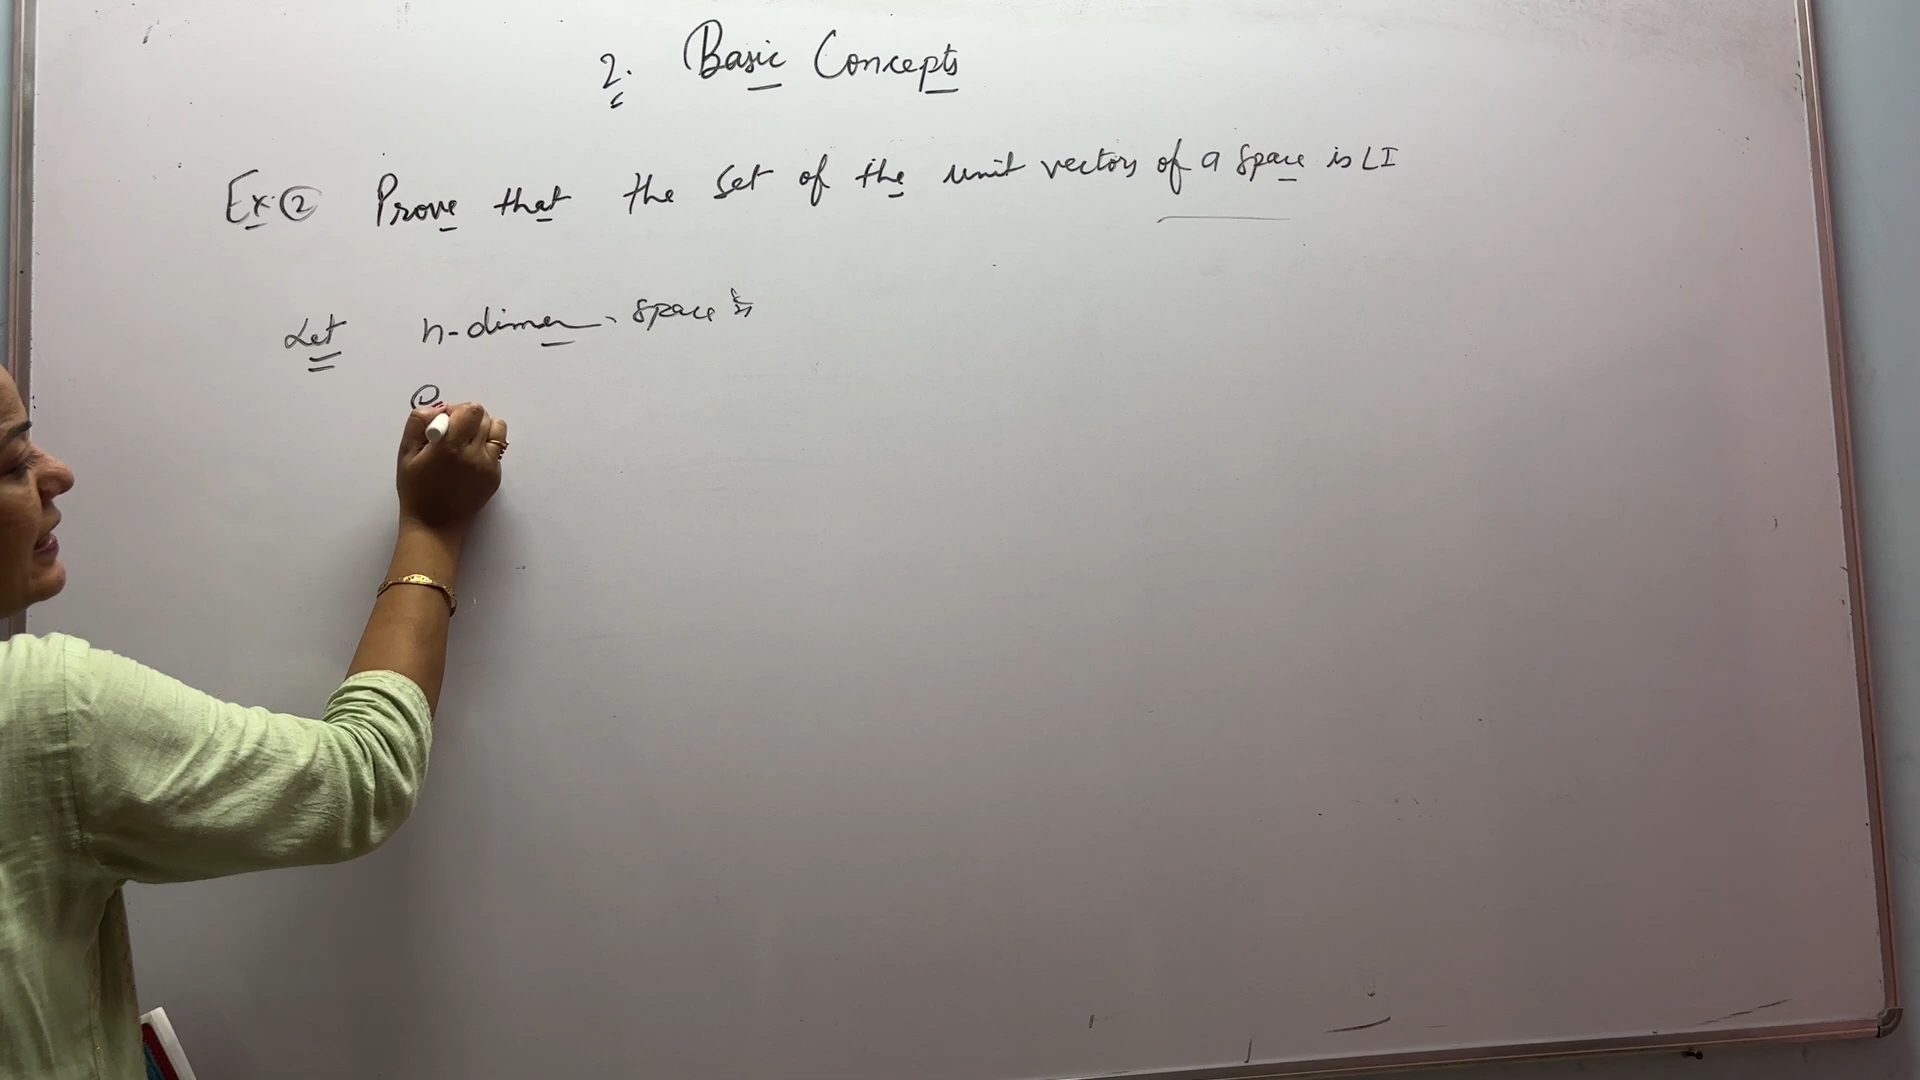 2. Basic Concepts
Ex. 2 Prove that the set of the unit vectors of a space is LI
Let n-dimen. space is
e